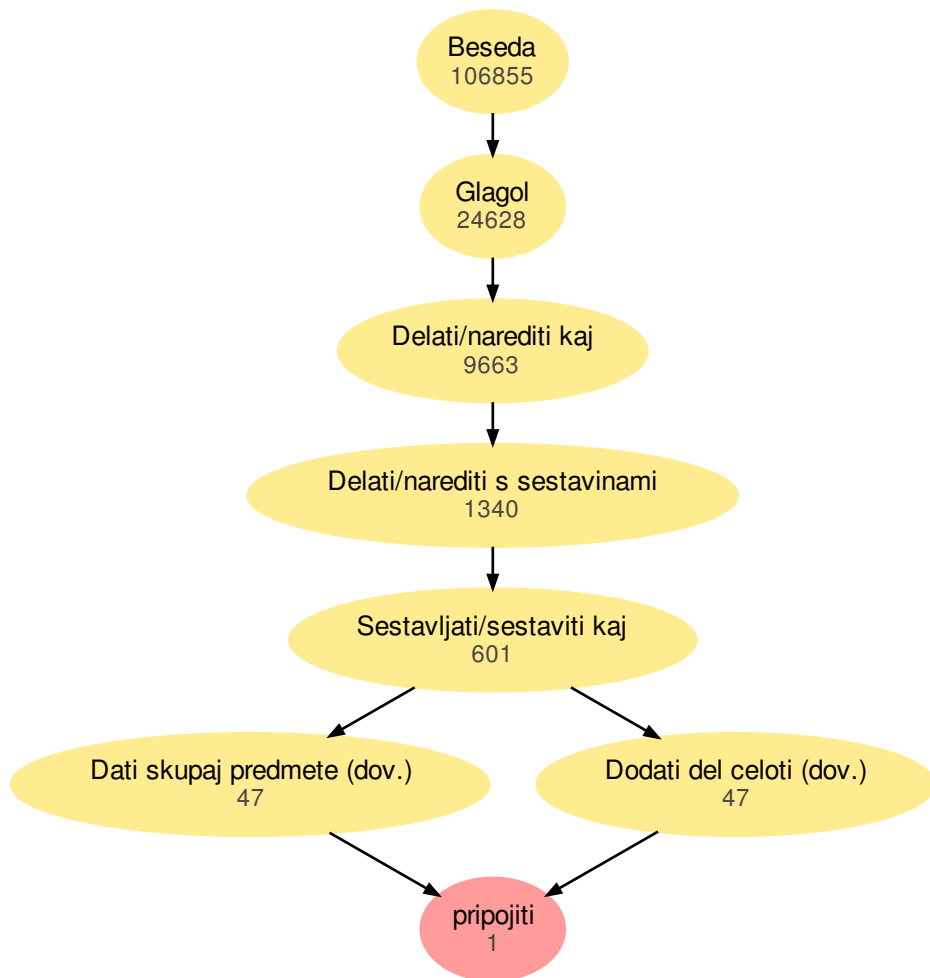 Beseda
106855
Glagol
24628
Delati/narediti kaj
9663
Delati/narediti s sestavinami
1340
Sestavljati/sestaviti kaj
601
Dati skupaj predmete (dov.)
47
Dodati del celoti (dov.)
47
pripojiti
1